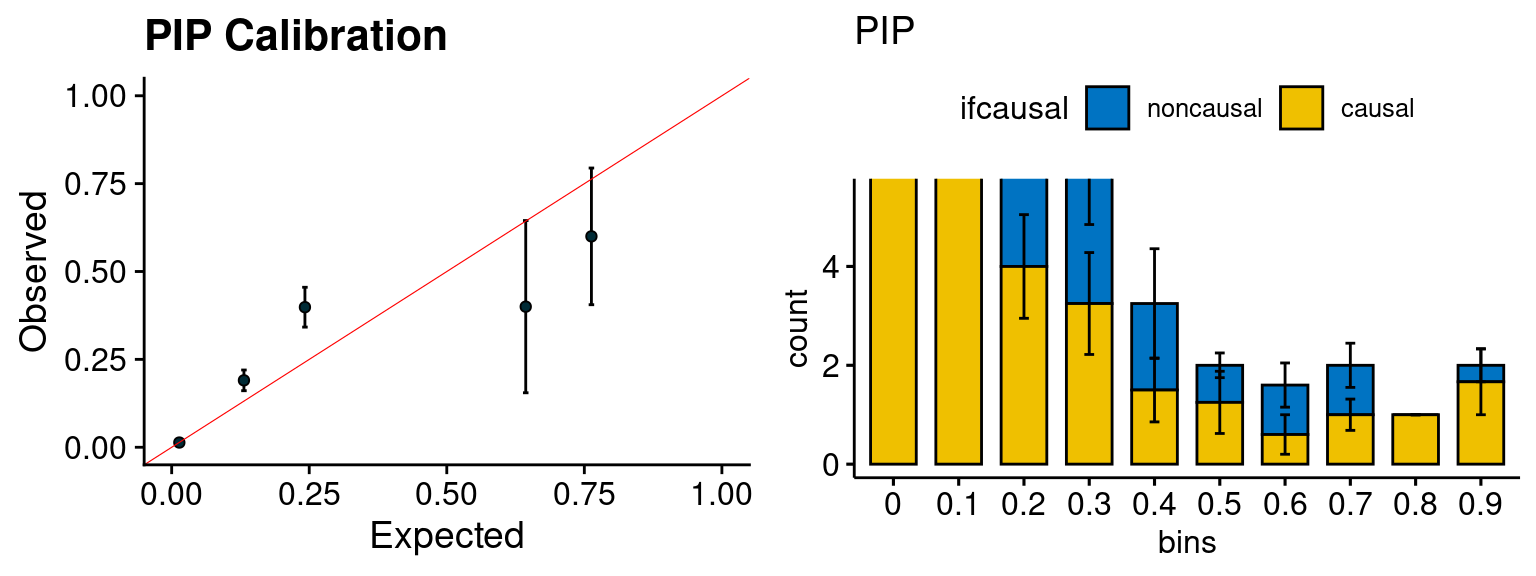 PIP Calibration
1.00
0.75
0.50
0.25
0.00
Observed
0.00 0.25 0.50 0.75 1.00
Expected
PIP
ifcausal noncausal causal
4
2
0
count
0 0.1 0.2 0.3 0.4 0.5 0.6 0.7 0.8 0.9
bins